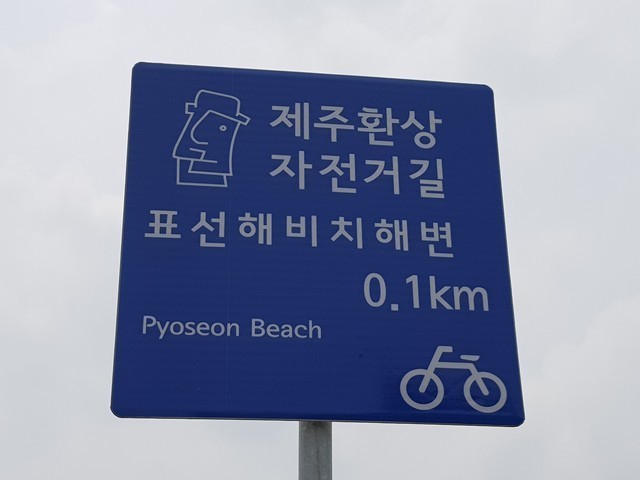 제주환상
자전거길
표선해비치해변
0.1km
Pyoseon Beach